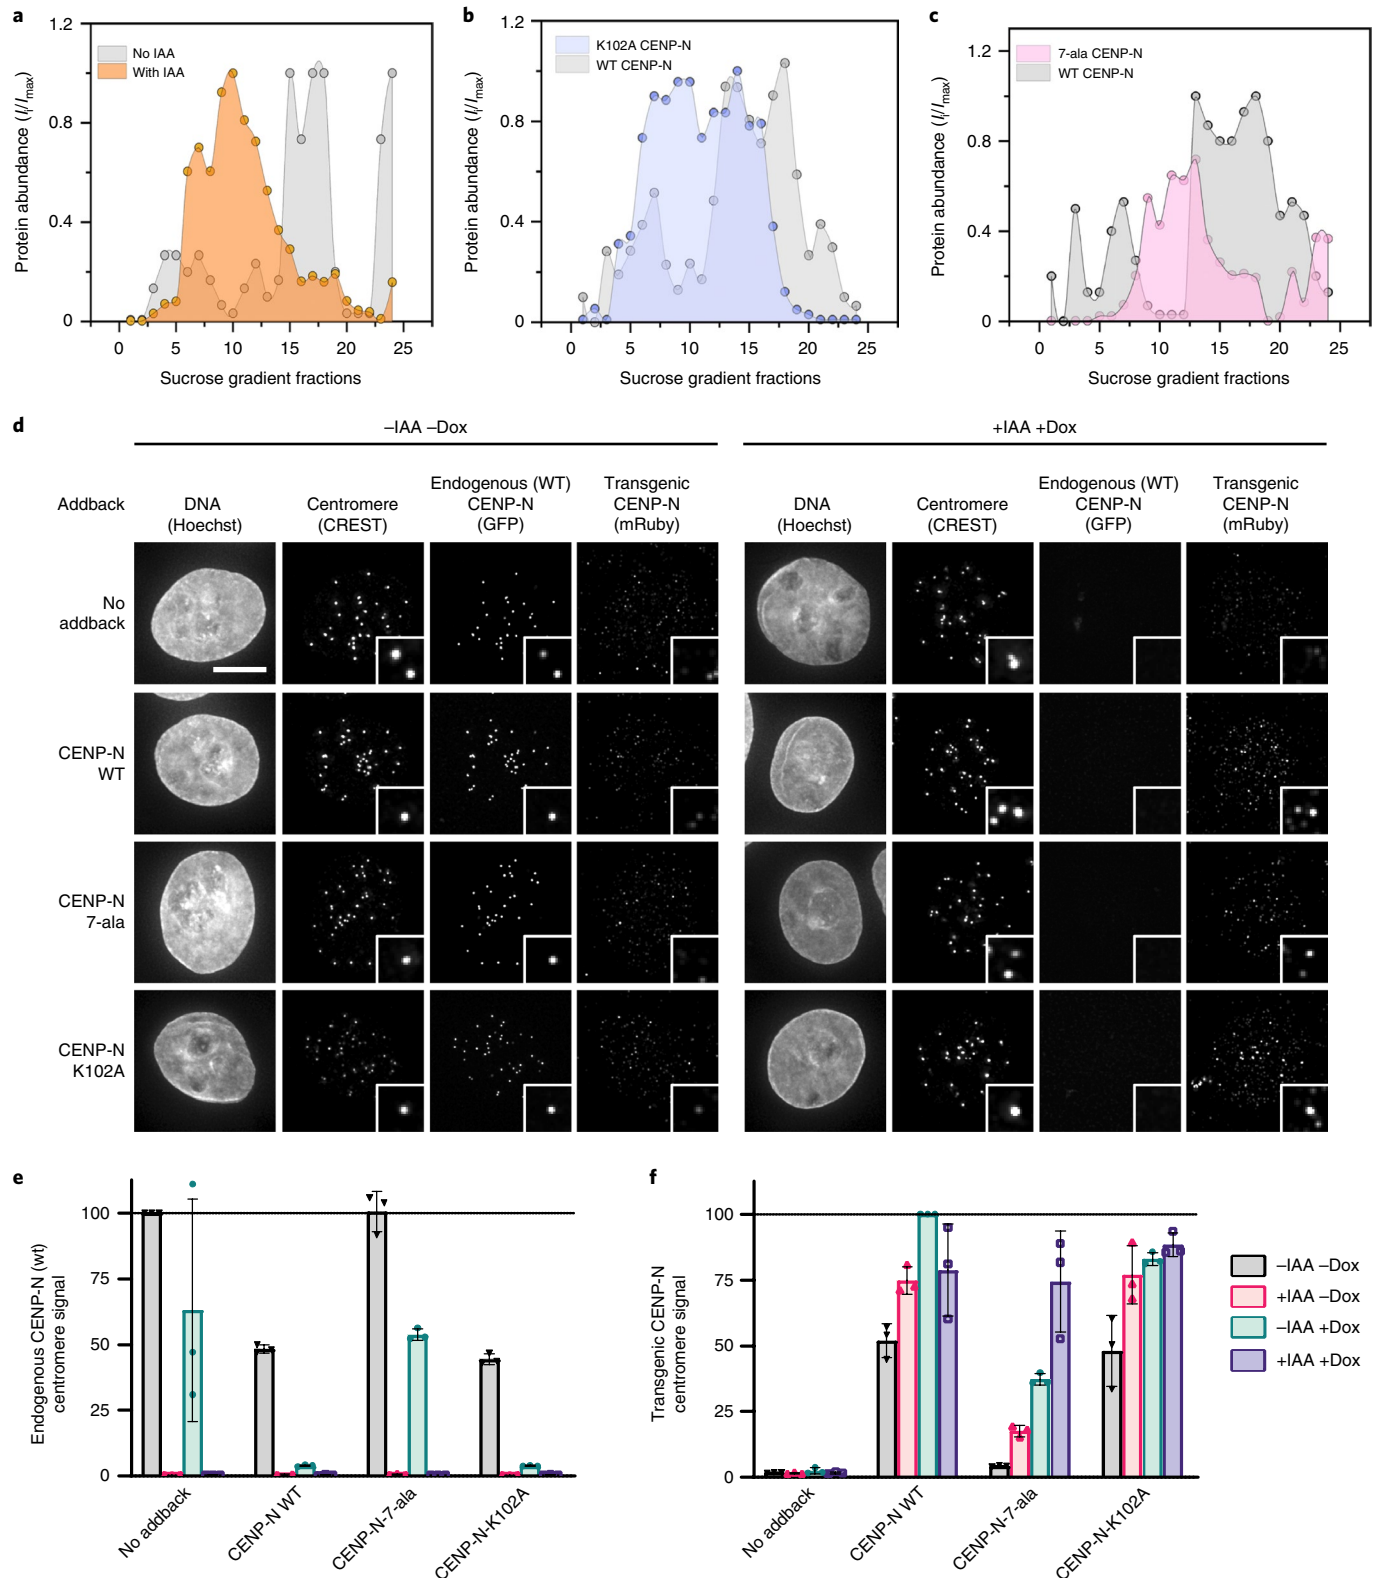 a
1.2
0.8
0.4
0
Protein abundance (Ii/Imax)
No IAA
With IAA
0 5 10 15 20 25
Sucrose gradient fractions
b
1.2
0.8
0.4
0
Protein abundance (Ii/Imax)
K102A CENP-N
WT CENP-N
0 5 10 15 20 25
Sucrose gradient fractions
c
1.2
0.8
0.4
0
Protein abundance (Ii/Imax)
7-ala CENP-N
WT CENP-N
0 5 10 15 20 25
Sucrose gradient fractions
d
–IAA –Dox
+IAA +Dox
Addback
DNA
(Hoechst)
Centromere
(CREST)
Endogenous (WT)
CENP-N
(GFP)
Transgenic
CENP-N
(mRuby)
DNA
(Hoechst)
Centromere
(CREST)
Endogenous (WT)
CENP-N
(GFP)
Transgenic
CENP-N
(mRuby)
No
addback
CENP-N
WT
CENP-N
7-ala
CENP-N
K102A
e
100
75
50
25
0
Endogenous CENP-N (wt)
centromere signal
No addback
CENP-N WT
CENP-N-7-ala
CENP-N-K102A
f
100
75
50
25
0
Transgenic CENP-N
centromere signal
No addback
CENP-N WT
CENP-N-7-ala
CENP-N-K102A
–IAA –Dox
+IAA –Dox
–IAA +Dox
+IAA +Dox